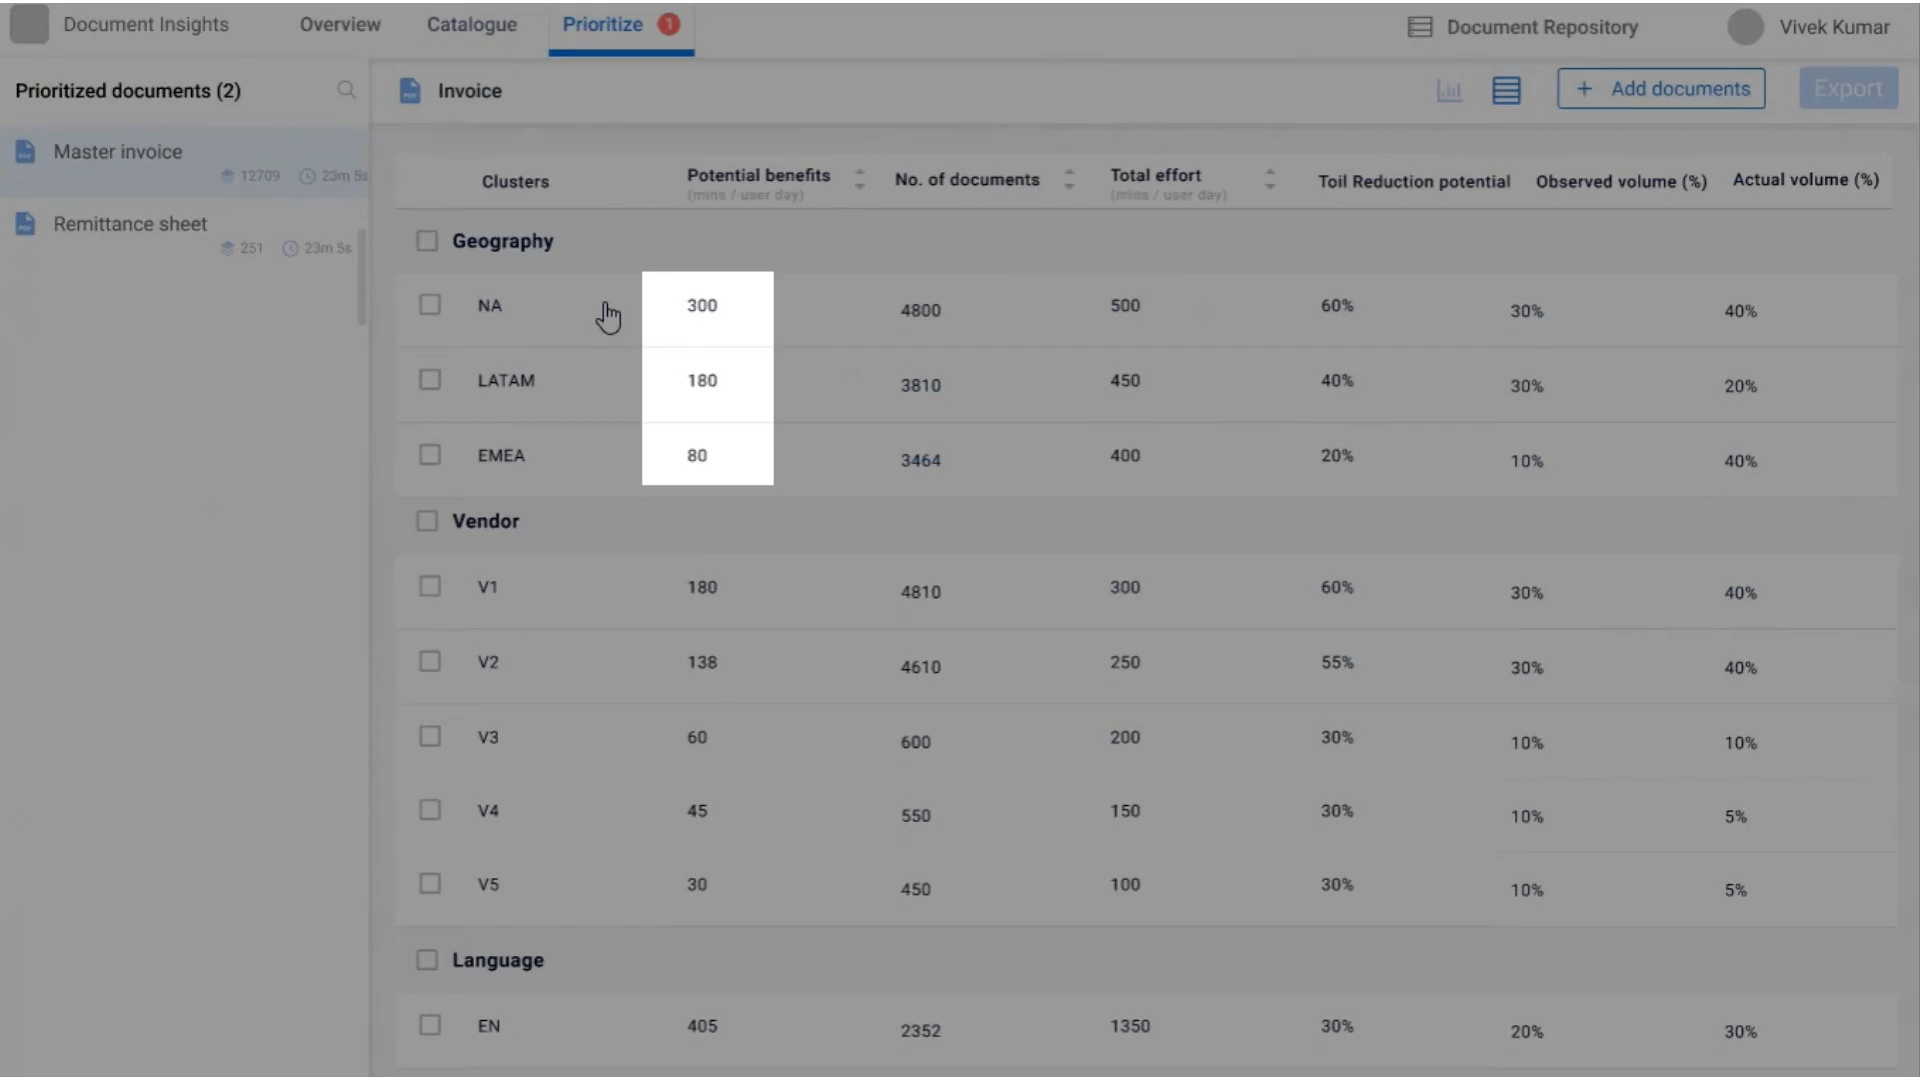 Document Insights Overview Catalogue Prioritize 1 Document Repository Vivek Kumar
Prioritized documents (2)
Master invoice
12709 23m 5s
Remittance sheet
251 23m 5s
Invoice + Add documents Export
Clusters Potential benefits (mins / user day) No. of documents Total effort (mins / user day) Toil Reduction potential Observed volume (%) Actual volume (%)
Geography
NA 300 4800 500 60% 30% 40%
LATAM 180 3810 450 40% 30% 20%
EMEA 80 3464 400 20% 10% 40%
Vendor
V1 180 4810 300 60% 30% 40%
V2 138 4610 250 55% 30% 40%
V3 60 600 200 30% 10% 10%
V4 45 550 150 30% 10% 5%
V5 30 450 100 30% 10% 5%
Language
EN 405 2352 1350 30% 20% 30%